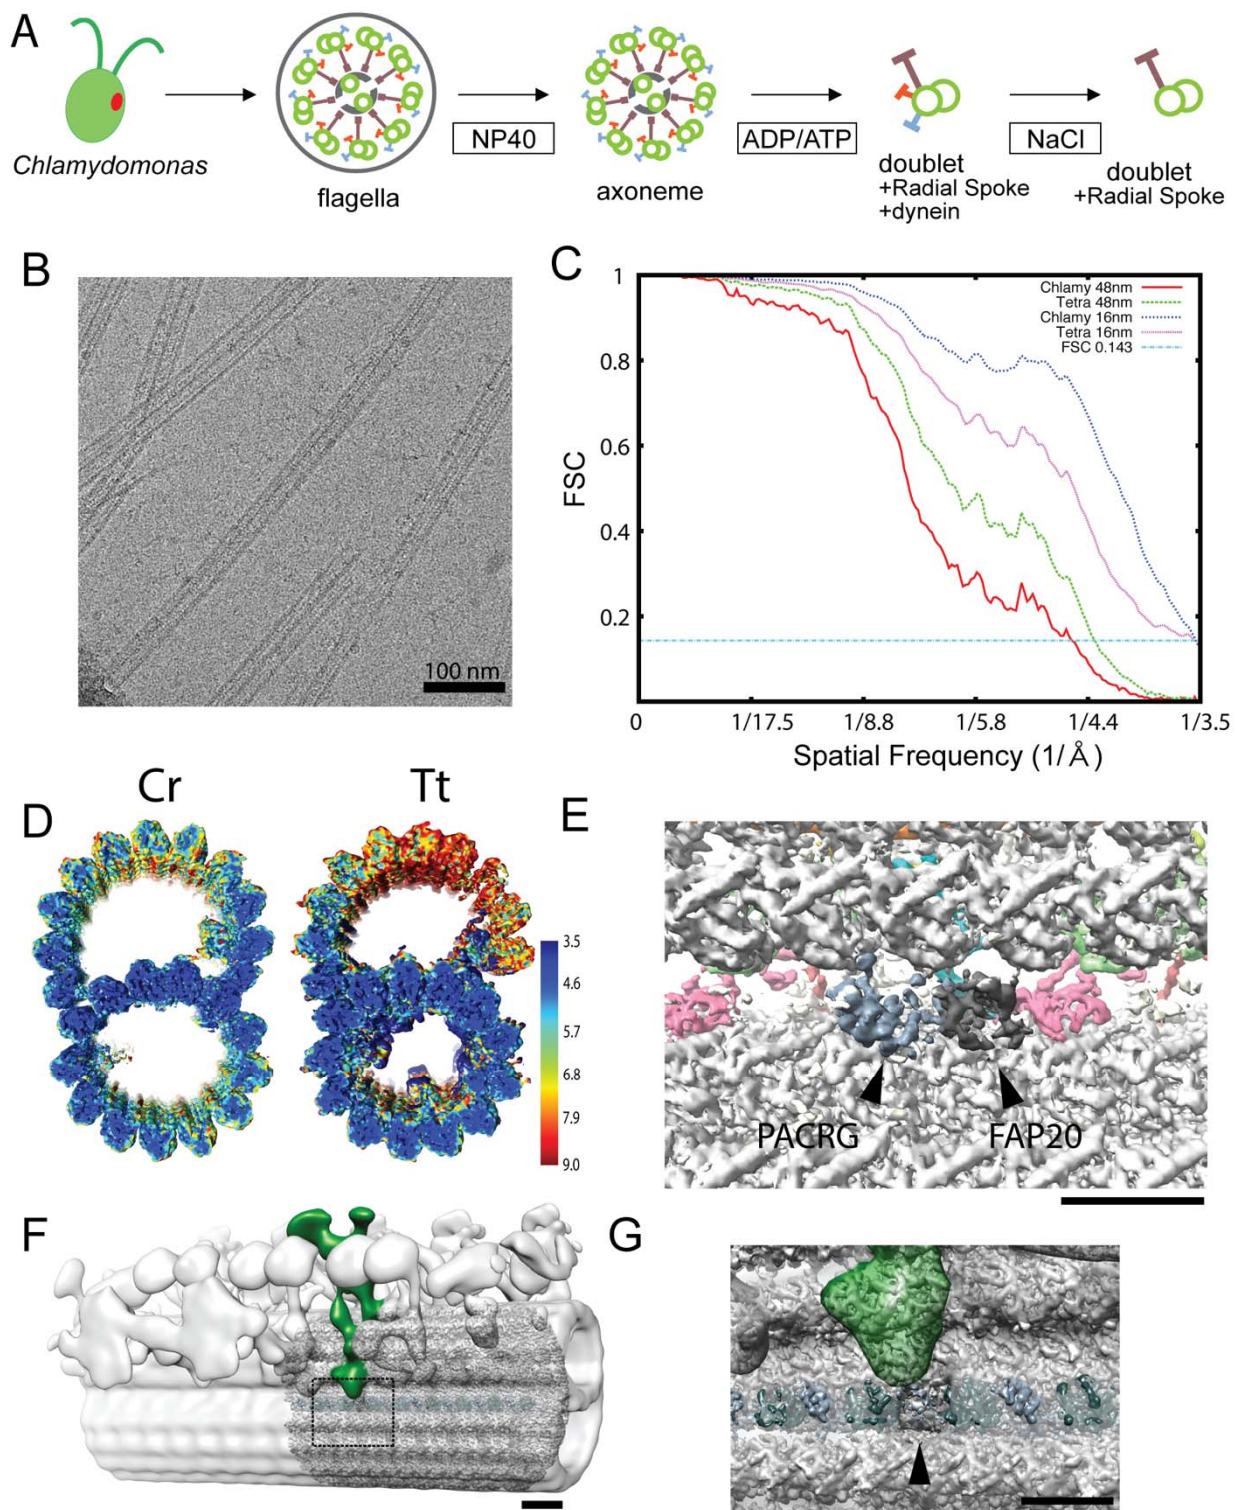 A
Chlamydomonas
flagella
NP40
axoneme
ADP/ATP
doublet
+Radial Spoke
+dynein
NaCl
doublet
+Radial Spoke
B
100 nm
C
FSC
1
0.8
0.6
0.4
0.2
Chlamy 48nm
Tetra 48nm
Chlamy 16nm
Tetra 16nm
FSC 0.143
0
1/17.5
1/8.8
1/5.8
1/4.4
1/3.5
Spatial Frequency (1/Å)
D
Cr
Tt
3.5
4.6
5.7
6.8
7.9
9.0
E
PACRG
FAP20
F
G